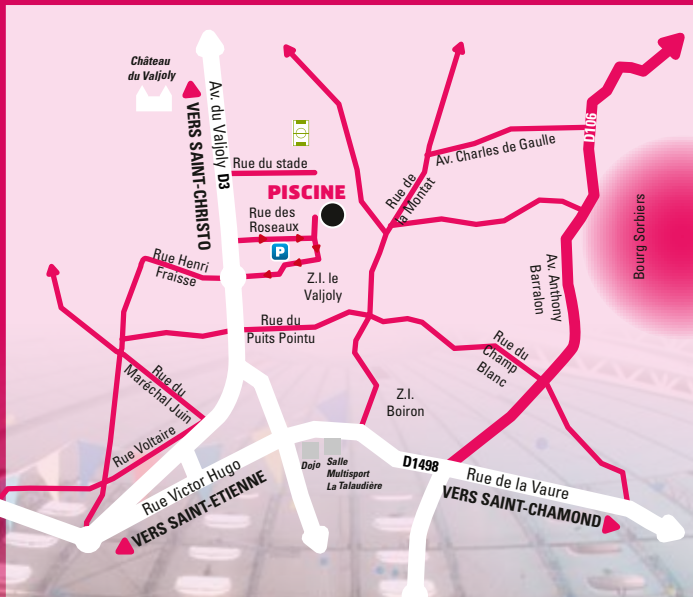 Château
du Valjoly
Av. du Valjoly D3
VERS SAINT-CHRISTO
Rue du stade
PISCINE
Rue des
Roseaux
P
Rue Henri
Fraisse
Z.I. le
Valjoly
Rue du
Puits Pointu
Rue de
la Montat
Av. Charles de Gaulle
D106
Bourg Sorbiers
Av. Anthony
Barralon
Rue du
Champ
Blanc
Z.I.
Boiron
Rue du
Maréchal Juin
Rue Voltaire
Rue Victor Hugo
VERS SAINT-ETIENNE
Dojo
Salle
Multisport
La Talaudière
D1498
Rue de la Vaure
VERS SAINT-CHAMOND